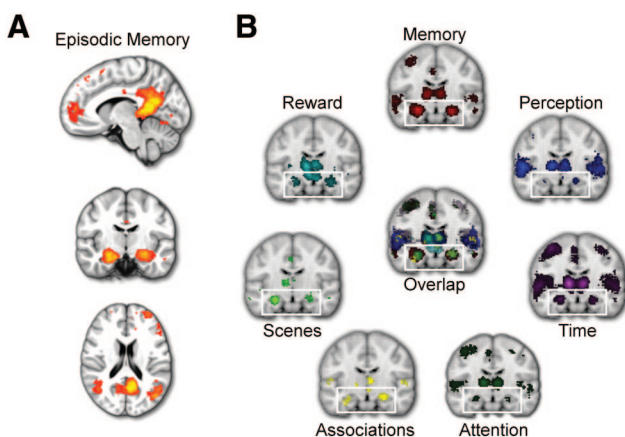 A
Episodic Memory
B
Memory
Reward
Perception
Overlap
Scenes
Time
Associations
Attention